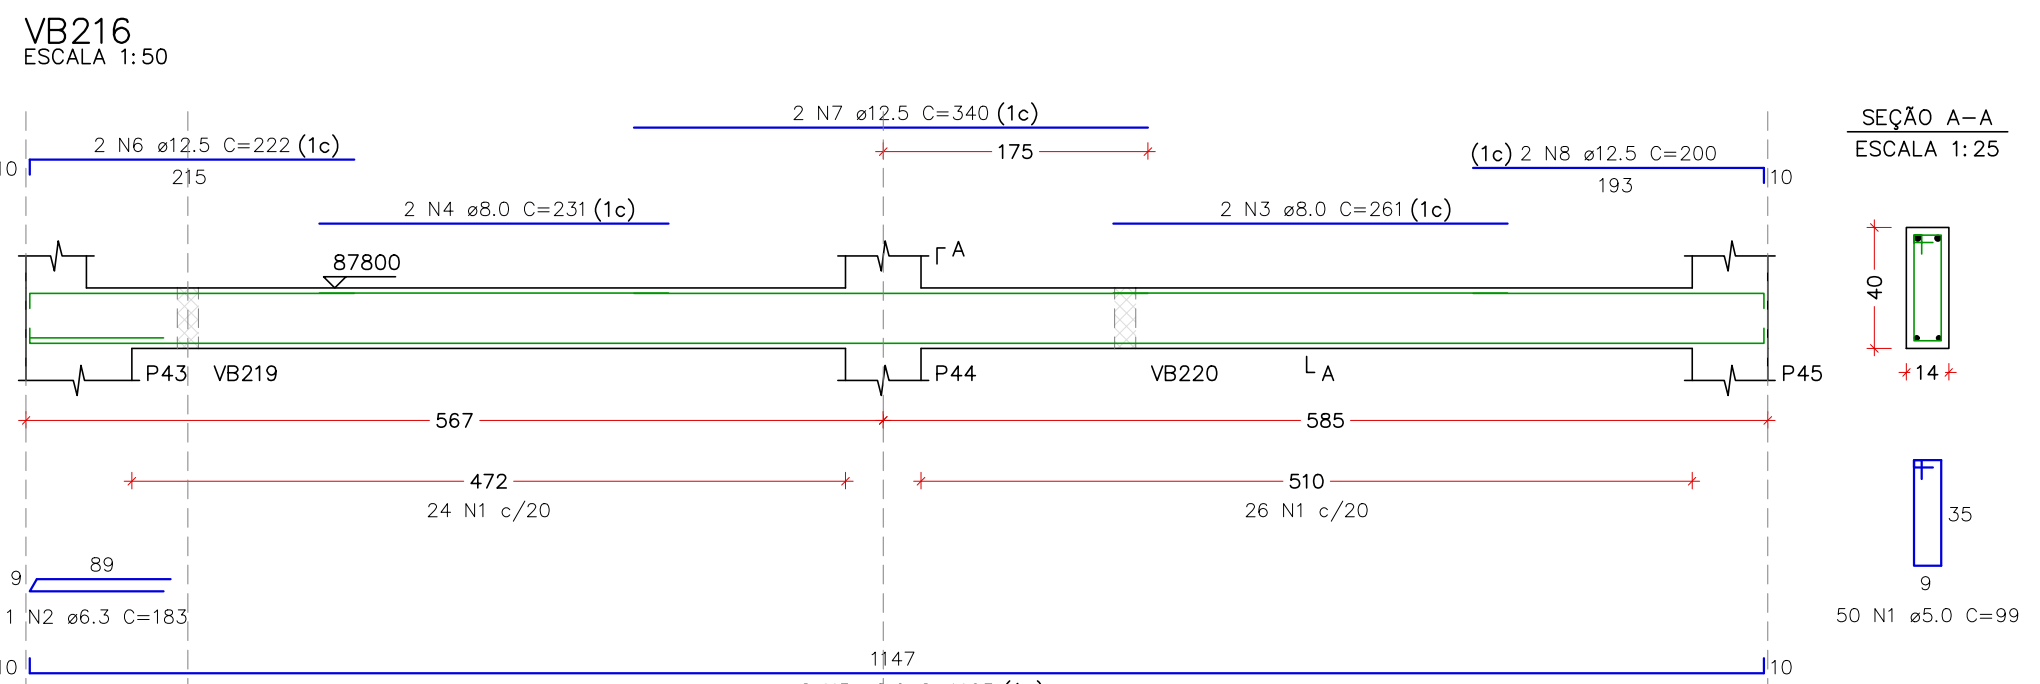 VB216
ESCALA 1:50
2 N7 ø12.5 C=340 (1c)
175
2 N6 ø12.5 C=222 (1c)
10
215
(1c) 2 N8 ø12.5 C=200
10
193
2 N4 ø8.0 C=231 (1c)
2 N3 ø8.0 C=261 (1c)
SEÇÃO A-A
ESCALA 1:25
87800
A
40
14
P43
VB219
P44
VB220
A
P45
567
585
472
24 N1 c/20
510
26 N1 c/20
35
9
50 N1 ø5.0 C=99
89
9
1 N2 ø6.3 C=183
10
1147
10